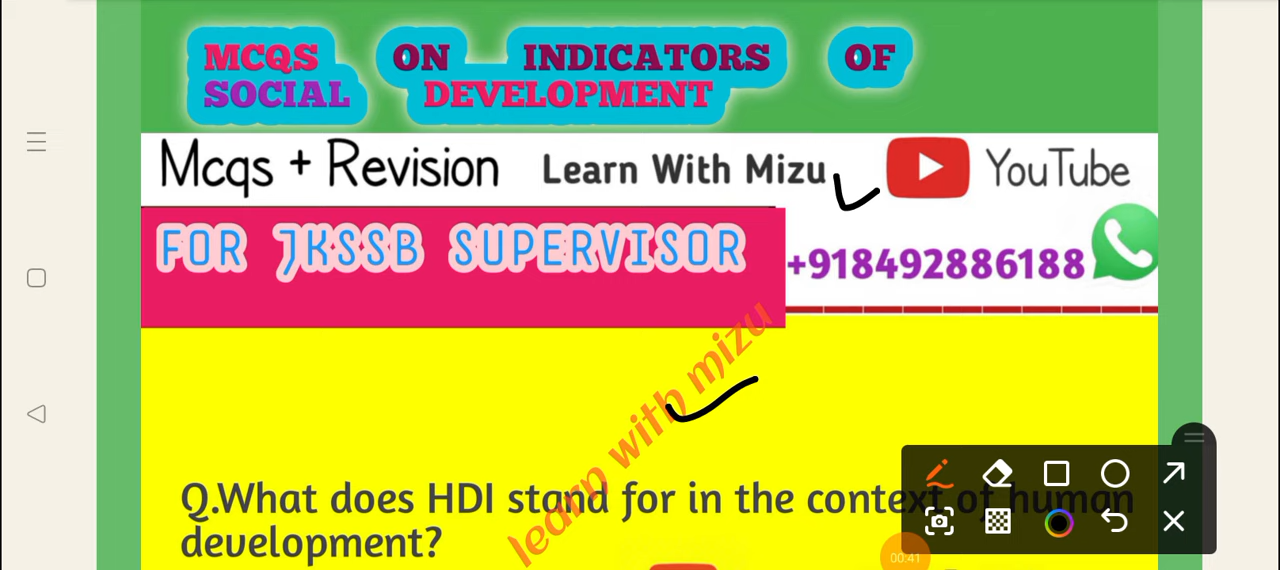 MCQS ON INDICATORS OF
SOCIAL DEVELOPMENT
Mcqs + Revision Learn With Mizu YouTube
FOR JKSSB SUPERVISOR
+918492886188
learn with mizu
Q.What does HDI stand for in the context of human
development?
00:41